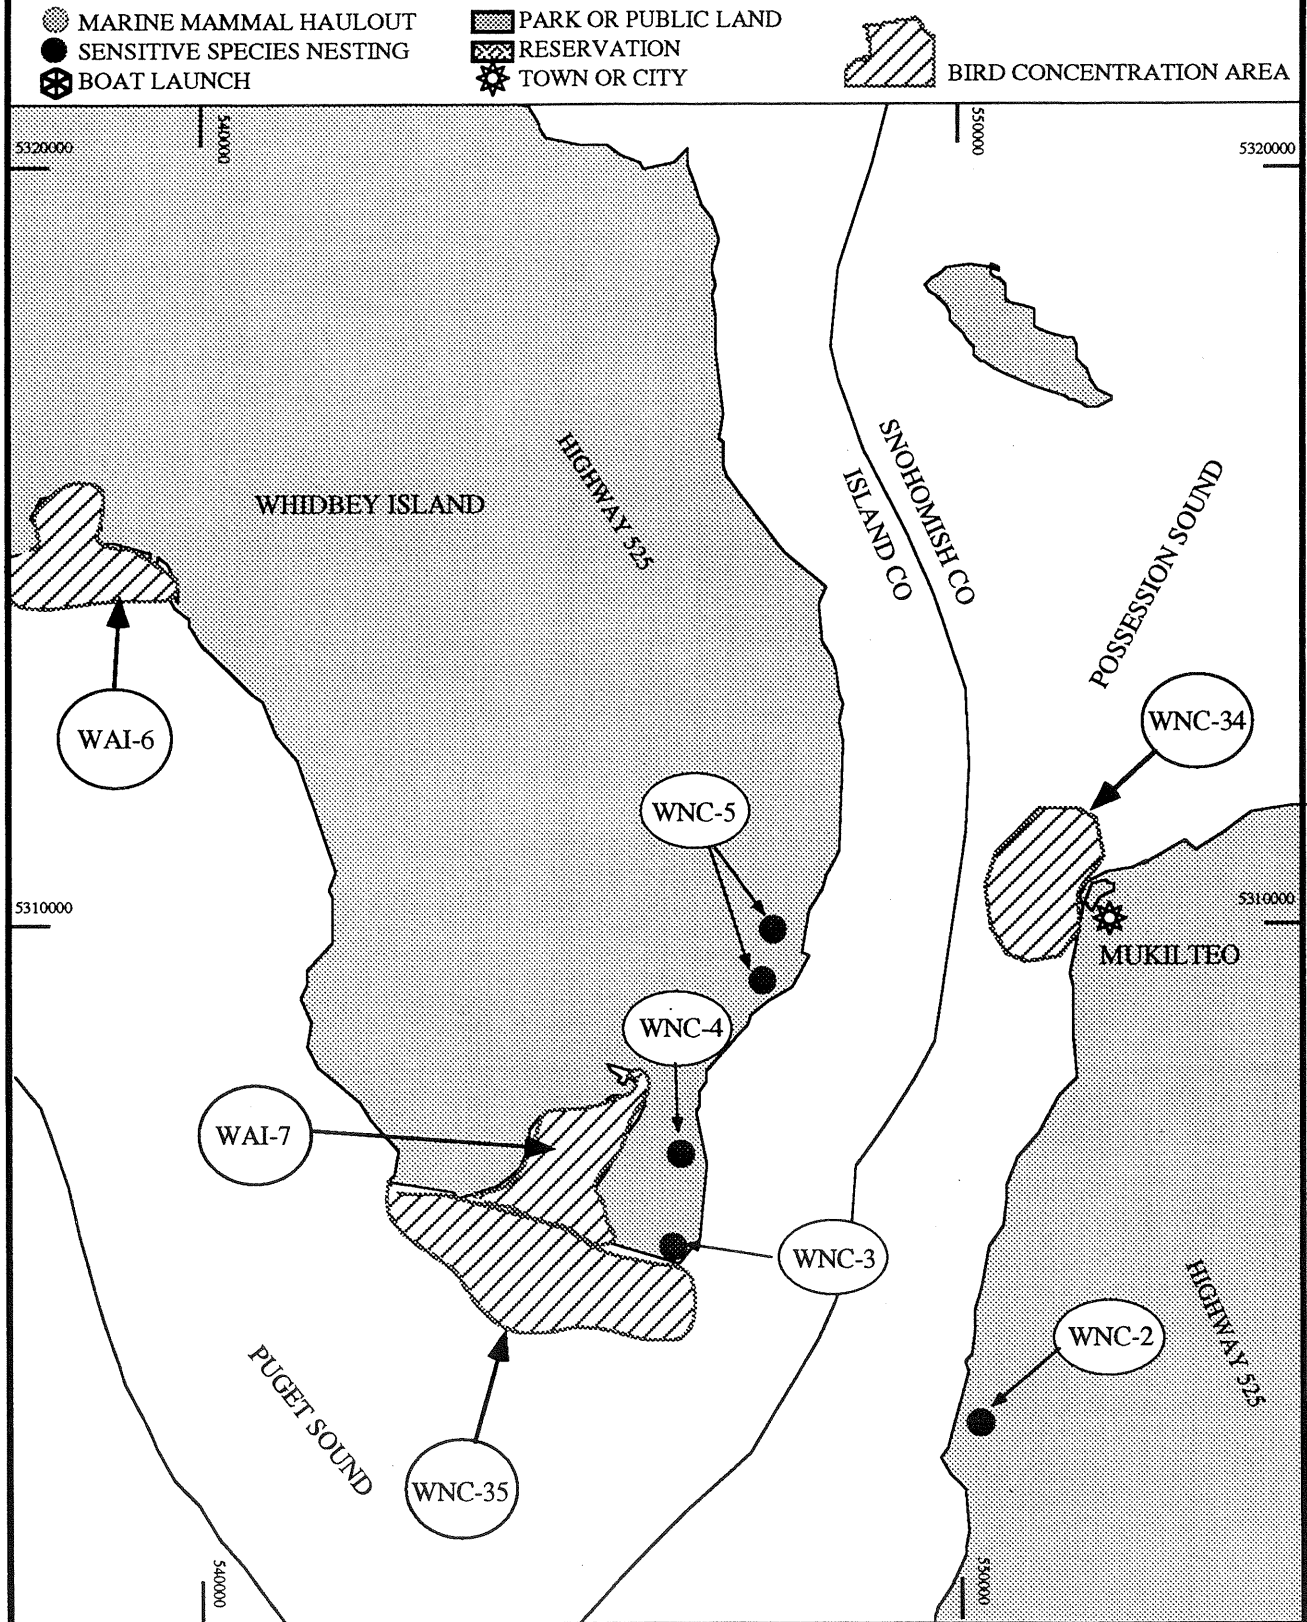 MARINE MAMMAL HAULOUT
SENSITIVE SPECIES NESTING
BOAT LAUNCH
PARK OR PUBLIC LAND
RESERVATION
TOWN OR CITY
BIRD CONCENTRATION AREA
540000
550000
5320000
5320000
SNOHOMISH CO
ISLAND CO
HIGHWAY 525
WHIDBEY ISLAND
POSSESSION SOUND
WNC-34
WAI-6
WNC-5
5310000
5310000
MUKILTEO
WNC-4
WAI-7
WNC-3
HIGHWAY 525
WNC-2
PUGET SOUND
WNC-35
540000
550000